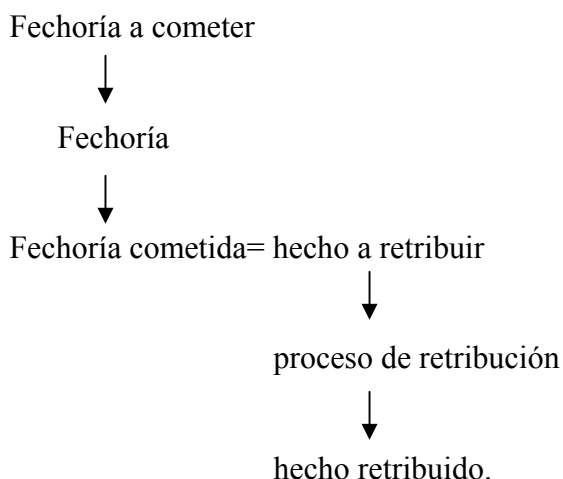 Fechoría a cometer
Fechoría
Fechoría cometida= hecho a retribuir
proceso de retribución
hecho retribuido.